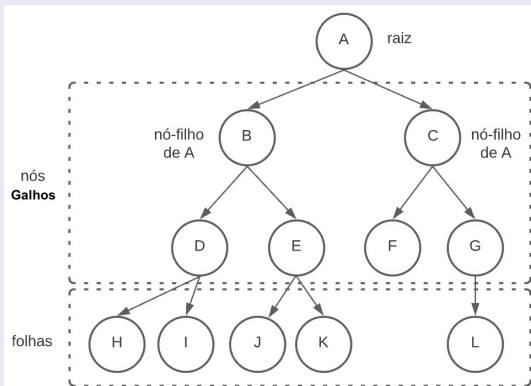 A
raiz
nó-filho
de A
B
C
nó-filho
de A
nós
Galhos
D
E
F
G
folhas
H
I
J
K
L